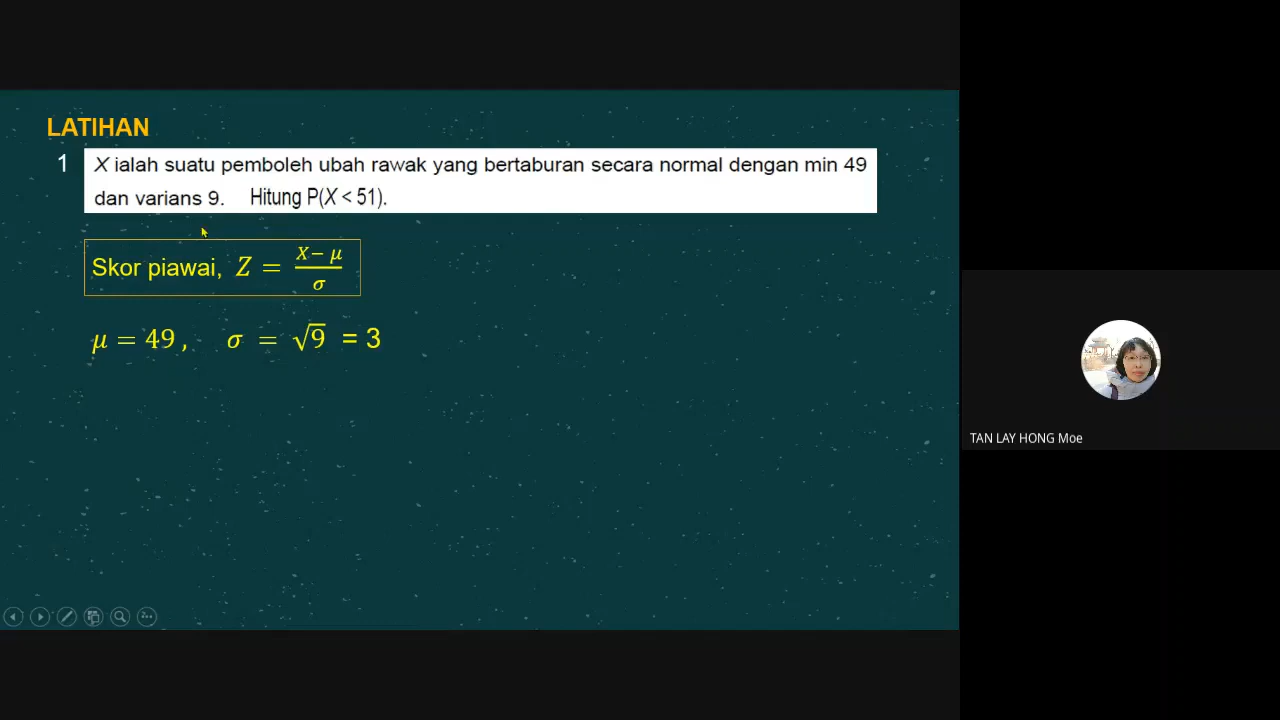 LATIHAN
1 X ialah suatu pemboleh ubah rawak yang bertaburan secara normal dengan min 49
dan varians 9. Hitung P(X < 51).
Skor piawai, Z = (X − μ)/σ
μ = 49 , σ = √9 = 3
TAN LAY HONG Moe